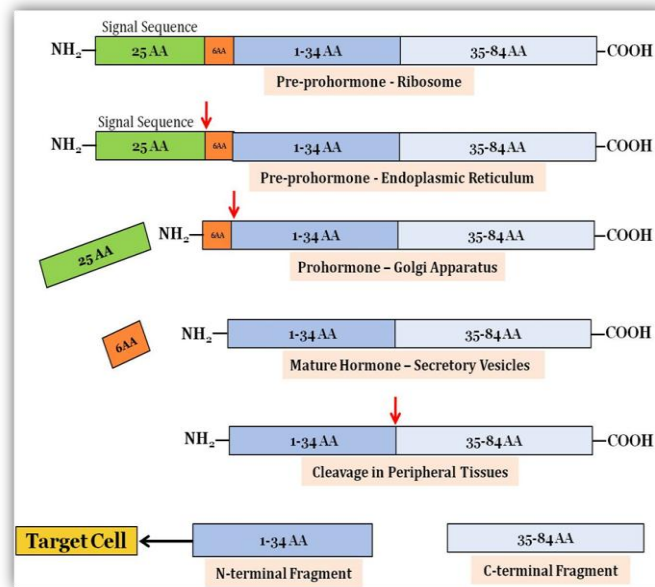 Signal Sequence
NH2 25 AA 6AA 1-34 AA 35-84 AA COOH
Pre-prohormone - Ribosome
Signal Sequence
NH2 25 AA 6AA 1-34 AA 35-84 AA COOH
Pre-prohormone - Endoplasmic Reticulum
NH2 6AA 1-34 AA 35-84 AA COOH
25 AA
Prohormone – Golgi Apparatus
NH2 1-34 AA 35-84 AA COOH
6AA
Mature Hormone – Secretory Vesicles
NH2 1-34 AA 35-84 AA COOH
Cleavage in Peripheral Tissues
Target Cell 1-34 AA 35-84 AA
N-terminal Fragment C-terminal Fragment